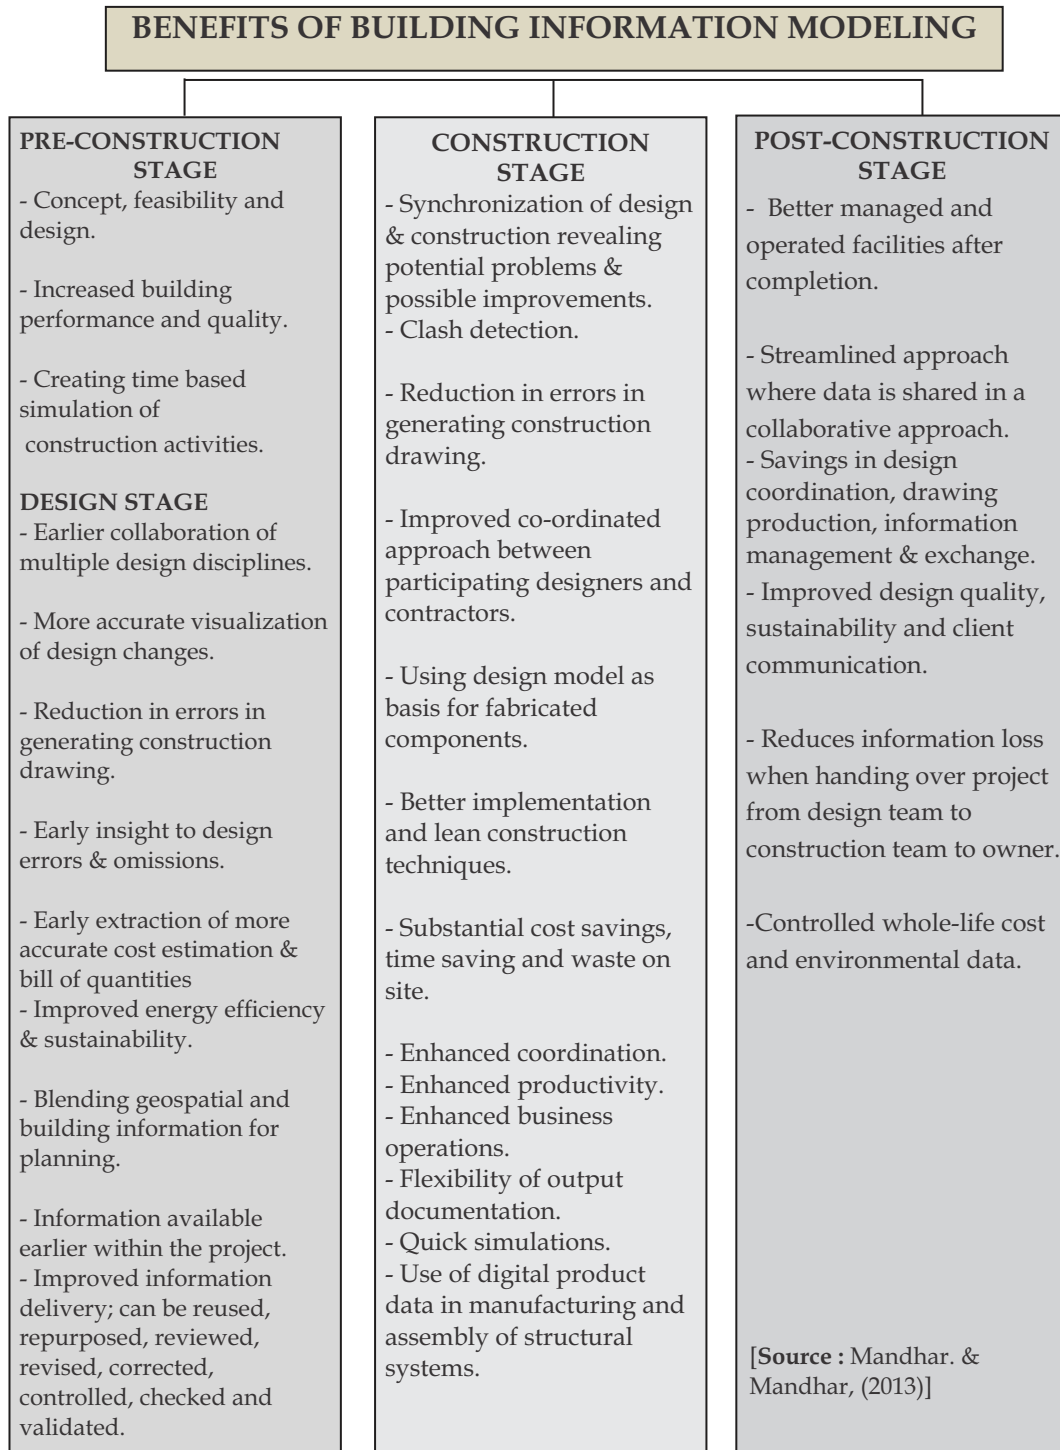 BENEFITS OF BUILDING INFORMATION MODELING
PRE-CONSTRUCTION
STAGE
- Concept, feasibility and
design.
- Increased building
performance and quality.
- Creating time based
simulation of
construction activities.
DESIGN STAGE
- Earlier collaboration of
multiple design disciplines.
- More accurate visualization
of design changes.
- Reduction in errors in
generating construction
drawing.
- Early insight to design
errors & omissions.
- Early extraction of more
accurate cost estimation &
bill of quantities
- Improved energy efficiency
& sustainability.
- Blending geospatial and
building information for
planning.
- Information available
earlier within the project.
- Improved information
delivery; can be reused,
repurposed, reviewed,
revised, corrected,
controlled, checked and
validated.
CONSTRUCTION
STAGE
- Synchronization of design
& construction revealing
potential problems &
possible improvements.
- Clash detection.
- Reduction in errors in
generating construction
drawing.
- Improved co-ordinated
approach between
participating designers and
contractors.
- Using design model as
basis for fabricated
components.
- Better implementation
and lean construction
techniques.
- Substantial cost savings,
time saving and waste on
site.
- Enhanced coordination.
- Enhanced productivity.
- Enhanced business
operations.
- Flexibility of output
documentation.
- Quick simulations.
- Use of digital product
data in manufacturing and
assembly of structural
systems.
POST-CONSTRUCTION
STAGE
- Better managed and
operated facilities after
completion.
- Streamlined approach
where data is shared in a
collaborative approach.
- Savings in design
coordination, drawing
production, information
management & exchange.
- Improved design quality,
sustainability and client
communication.
- Reduces information loss
when handing over project
from design team to
construction team to owner.
-Controlled whole-life cost
and environmental data.
[Source : Mandhar. &
Mandhar, (2013)]